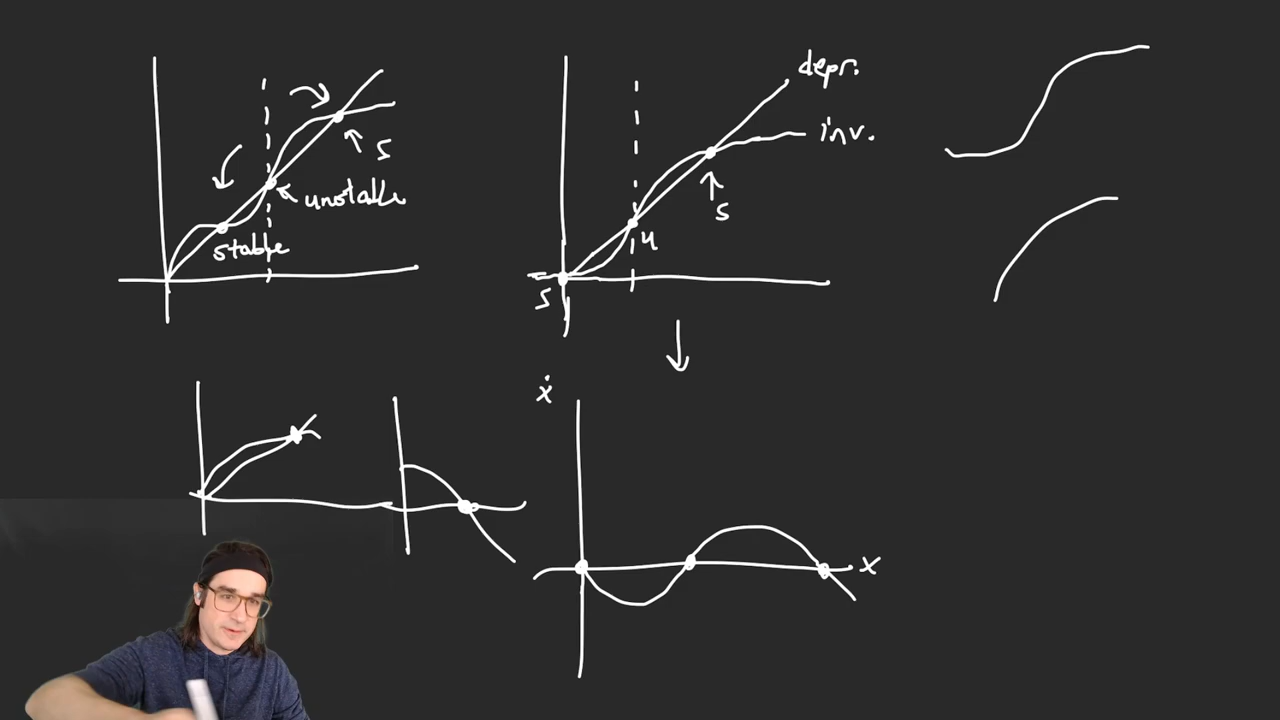 S
unstable
stable
depr.
inv.
S
u
S
ẋ
x